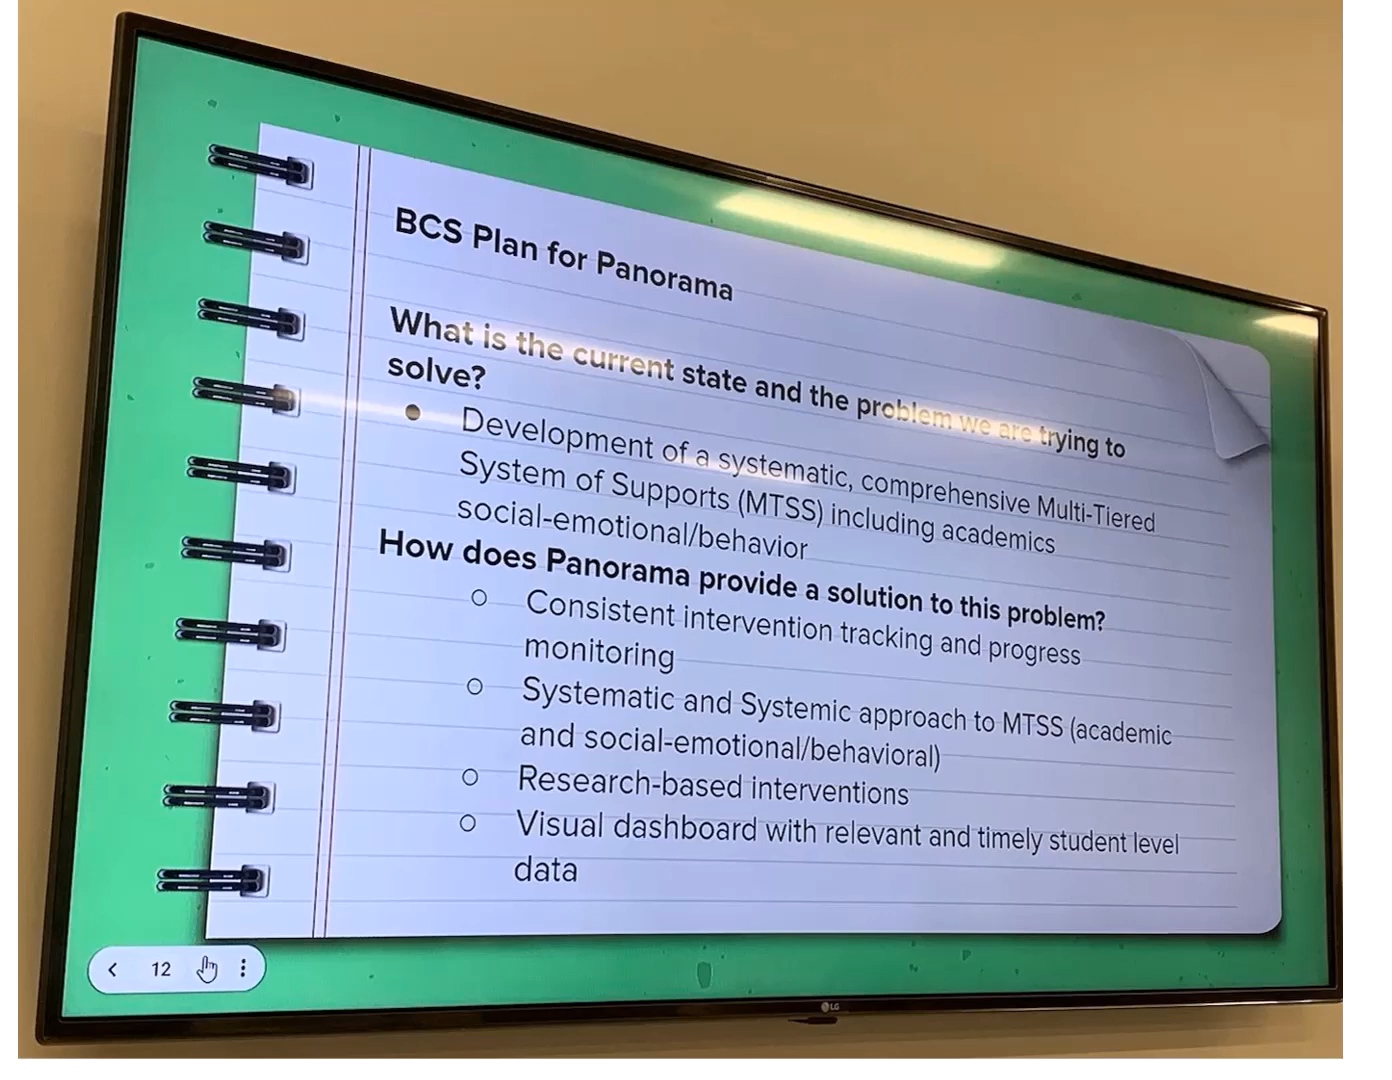 BCS Plan for Panorama
What is the current state and the problem we are trying to
solve?
● Development of a systematic, comprehensive Multi-Tiered
System of Supports (MTSS) including academics
social-emotional/behavior
How does Panorama provide a solution to this problem?
○ Consistent intervention tracking and progress
monitoring
○ Systematic and Systemic approach to MTSS (academic
and social-emotional/behavioral)
○ Research-based interventions
○ Visual dashboard with relevant and timely student level
data
12
LG